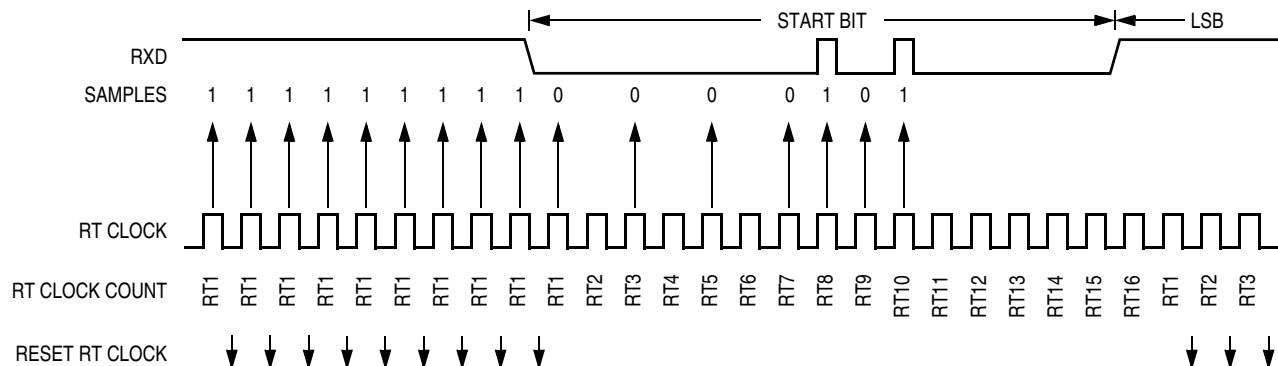 START BIT LSB
RXD
SAMPLES 1 1 1 1 1 1 1 1 1 0 0 0 0 1 0 1
RT CLOCK
RT CLOCK COUNT RT1 RT1 RT1 RT1 RT1 RT1 RT1 RT1 RT1 RT1 RT2 RT3 RT4 RT5 RT6 RT7 RT8 RT9 RT10 RT11 RT12 RT13 RT14 RT15 RT16 RT1 RT2 RT3
RESET RT CLOCK